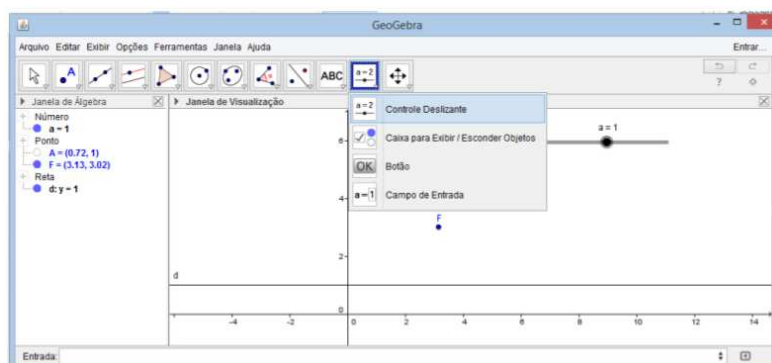 GeoGebra
Arquivo Editar Exibir Opções Ferramentas Janela Ajuda Entrar...
A ABC a=2
Janela de Álgebra
Janela de Visualização
Número
a = 1
Ponto
A = (0.72, 1)
F = (3.13, 3.02)
Reta
d: y = 1
a=2 Controle Deslizante
Caixa para Exibir / Esconder Objetos
OK Botão
a=1 Campo de Entrada
a = 1
6
4
F
2
d
0
-4 -2 0 2 4 6 8 10 12 14
Entrada: